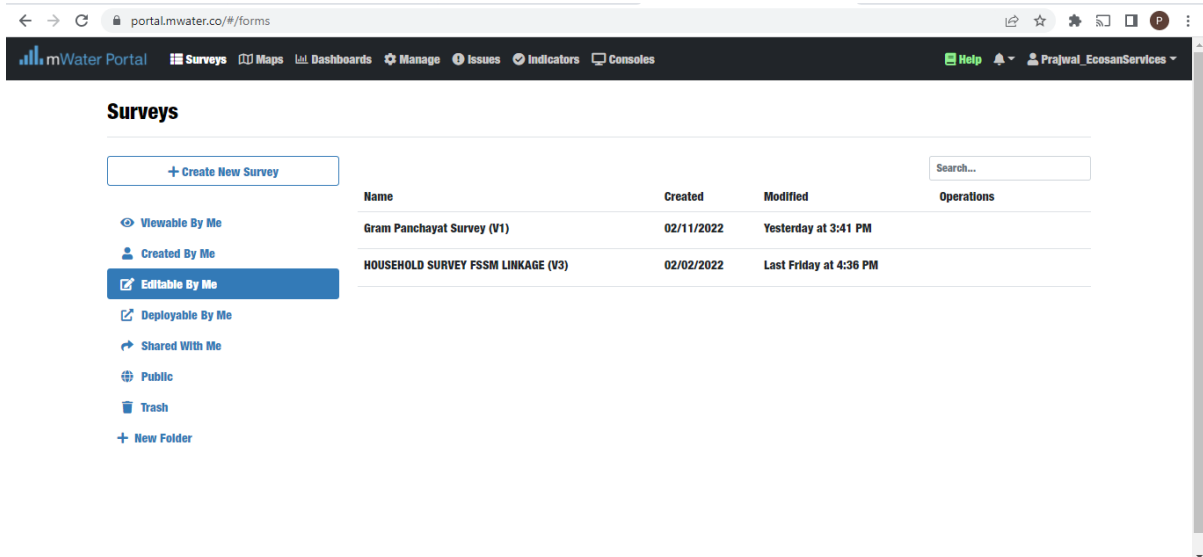 portal.mwater.co/#/forms
P
mWater Portal Surveys Maps Dashboards Manage Issues Indicators Consoles Help Prajwal_EcosanServices
Surveys
+ Create New Survey
Search...
Name Created Modified Operations
Viewable By Me
Gram Panchayat Survey (V1) 02/11/2022 Yesterday at 3:41 PM
Created By Me
HOUSEHOLD SURVEY FSSM LINKAGE (V3) 02/02/2022 Last Friday at 4:36 PM
Editable By Me
Deployable By Me
Shared With Me
Public
Trash
+ New Folder